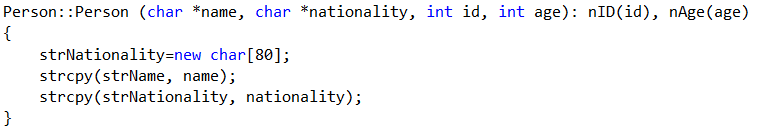 Person::Person (char *name, char *nationality, int id, int age): nID(id), nAge(age)
{
    strNationality=new char[80];
    strcpy(strName, name);
    strcpy(strNationality, nationality);
}